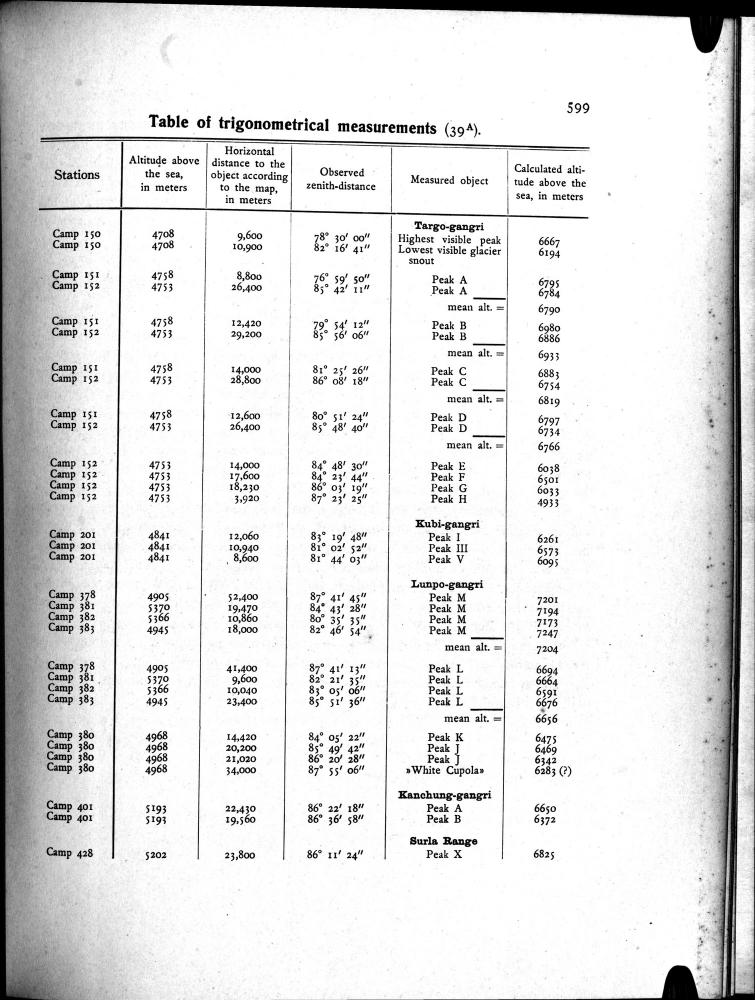 599
Table of trigonometrical measurements (39ᴬ).
Stations | Altitude above the sea, in meters | Horizontal distance to the object according to the map, in meters | Observed zenith-distance | Measured object | Calculated altitude above the sea, in meters
Targo-gangri
Camp 150 4708 9,600 78° 30′ 00″ Highest visible peak 6667
Camp 150 4708 10,900 82° 16′ 41″ Lowest visible glacier 6194
snout
Camp 151 4758 8,800 76° 59′ 50″ Peak A 6795
Camp 152 4753 26,400 85° 42′ 11″ Peak A 6784
mean alt. = 6790
Camp 151 4758 12,420 79° 54′ 12″ Peak B 6980
Camp 152 4753 29,200 85° 56′ 06″ Peak B 6886
mean alt. = 6933
Camp 151 4758 14,000 81° 25′ 26″ Peak C 6883
Camp 152 4753 28,800 86° 08′ 18″ Peak C 6754
mean alt. = 6819
Camp 151 4758 12,600 80° 51′ 24″ Peak D 6797
Camp 152 4753 26,400 85° 48′ 40″ Peak D 6734
mean alt. = 6766
Camp 152 4753 14,000 84° 48′ 30″ Peak E 6038
Camp 152 4753 17,600 84° 23′ 44″ Peak F 6501
Camp 152 4753 18,230 86° 03′ 19″ Peak G 6033
Camp 152 4753 3,920 87° 23′ 25″ Peak H 4933
Kubi-gangri
Camp 201 4841 12,060 83° 19′ 48″ Peak I 6261
Camp 201 4841 10,940 81° 02′ 52″ Peak III 6573
Camp 201 4841 8,600 81° 44′ 03″ Peak V 6095
Lunpo-gangri
Camp 378 4905 52,400 87° 41′ 45″ Peak M 7201
Camp 381 5370 19,470 84° 43′ 28″ Peak M 7194
Camp 382 5366 10,860 80° 35′ 35″ Peak M 7173
Camp 383 4945 18,000 82° 46′ 54″ Peak M 7247
mean alt. = 7204
Camp 378 4905 41,400 87° 41′ 13″ Peak L 6694
Camp 381 5370 9,600 82° 21′ 35″ Peak L 6664
Camp 382 5366 10,040 83° 05′ 06″ Peak L 6591
Camp 383 4945 23,400 85° 51′ 36″ Peak L 6676
mean alt. = 6656
Camp 380 4968 14,420 84° 05′ 22″ Peak K 6475
Camp 380 4968 20,200 85° 49′ 42″ Peak J 6469
Camp 380 4968 21,020 86° 20′ 28″ Peak J 6342
Camp 380 4968 34,000 87° 55′ 06″ »White Cupola» 6283 (?)
Kanchung-gangri
Camp 401 5193 22,430 86° 22′ 18″ Peak A 6650
Camp 401 5193 19,560 86° 36′ 58″ Peak B 6372
Surla Range
Camp 428 5202 23,800 86° 11′ 24″ Peak X 6825